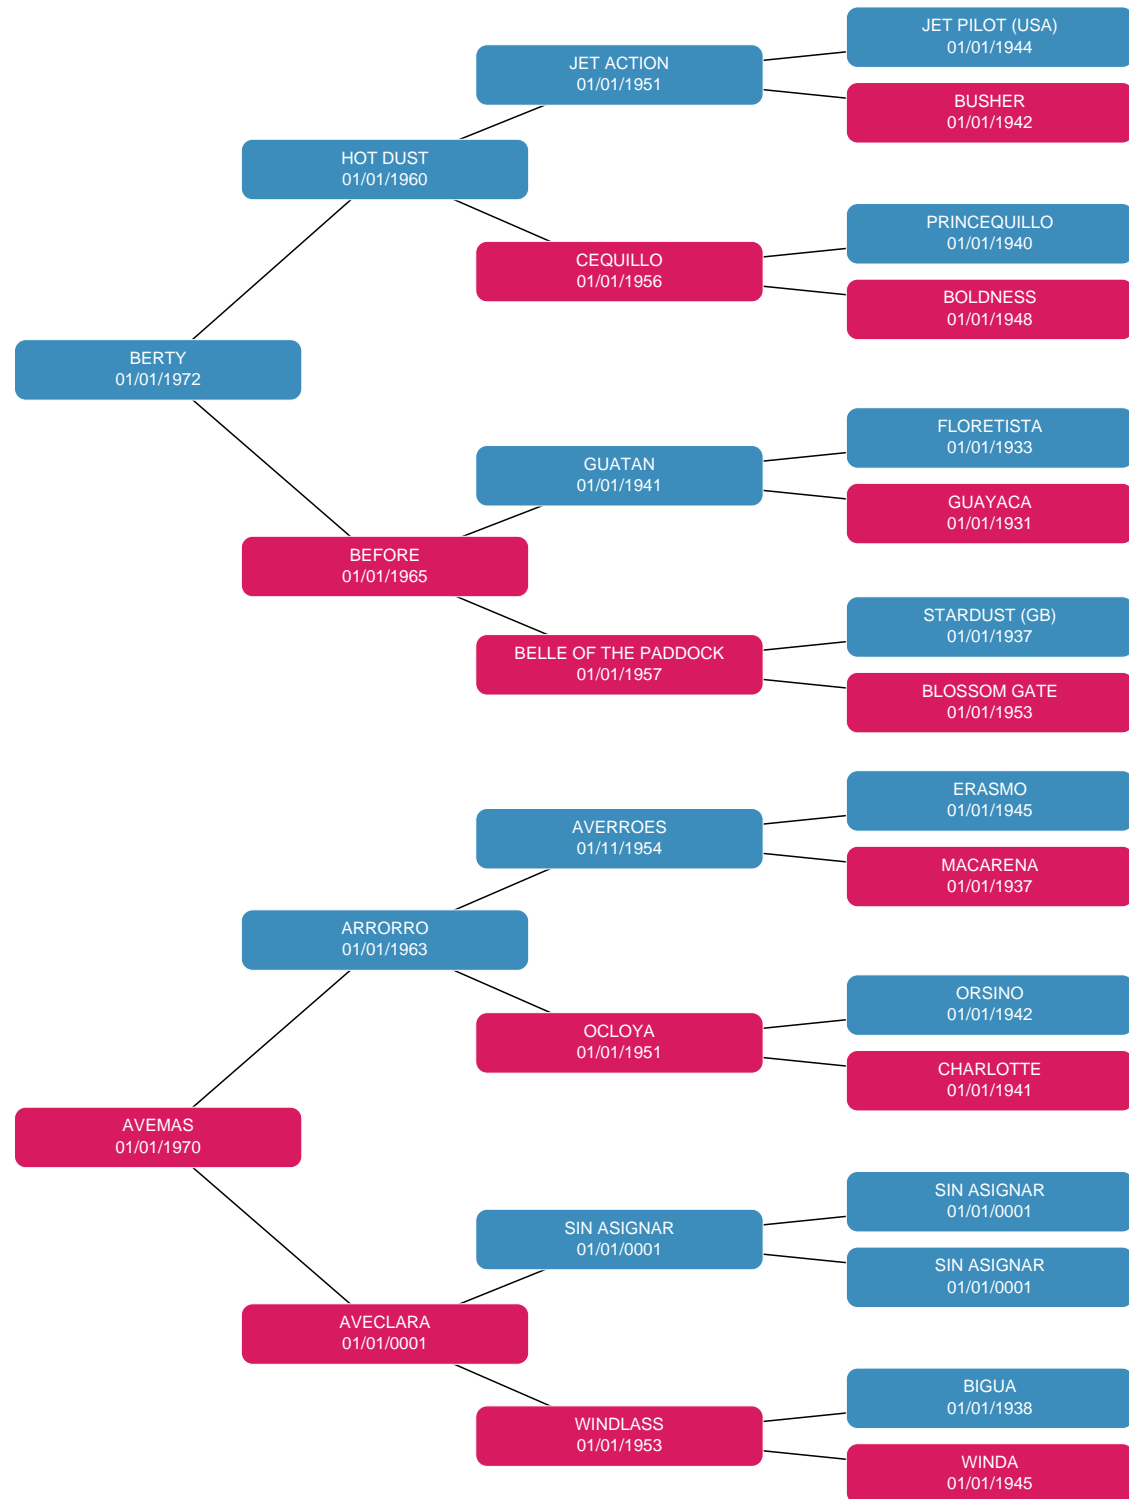 JET PILOT (USA)
01/01/1944
JET ACTION
01/01/1951
BUSHER
01/01/1942
HOT DUST
01/01/1960
PRINCEQUILLO
01/01/1940
CEQUILLO
01/01/1956
BOLDNESS
01/01/1948
BERTY
01/01/1972
FLORETISTA
01/01/1933
GUATAN
01/01/1941
GUAYACA
01/01/1931
BEFORE
01/01/1965
STARDUST (GB)
01/01/1937
BELLE OF THE PADDOCK
01/01/1957
BLOSSOM GATE
01/01/1953
ERASMO
01/01/1945
AVERROES
01/11/1954
MACARENA
01/01/1937
ARRORRO
01/01/1963
ORSINO
01/01/1942
OCLOYA
01/01/1951
CHARLOTTE
01/01/1941
AVEMAS
01/01/1970
SIN ASIGNAR
01/01/0001
SIN ASIGNAR
01/01/0001
SIN ASIGNAR
01/01/0001
AVECLARA
01/01/0001
BIGUA
01/01/1938
WINDLASS
01/01/1953
WINDA
01/01/1945